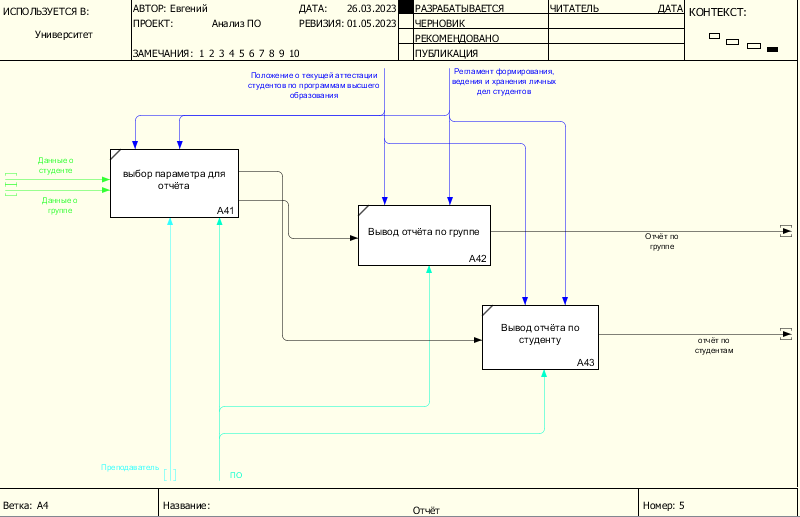 ИСПОЛЬЗУЕТСЯ В:
Университет
АВТОР: Евгений
ДАТА: 26.03.2023
ПРОЕКТ: Анализ ПО
РЕВИЗИЯ: 01.05.2023
ЗАМЕЧАНИЯ: 1 2 3 4 5 6 7 8 9 10
РАЗРАБАТЫВАЕТСЯ
ЧЕРНОВИК
РЕКОМЕНДОВАНО
ПУБЛИКАЦИЯ
ЧИТАТЕЛЬ
ДАТА
КОНТЕКСТ:
Положение о текущей аттестации
студентов по программам высшего
образования
Регламент формирования,
ведения и хранения личных
дел студентов
Данные о
студенте
Данные о
группе
выбор параметра для
отчёта
A41
Вывод отчёта по группе
A42
Отчёт по
группе
Вывод отчёта по
студенту
A43
отчёт по
студентам
Преподаватель
ПО
Ветка: A4
Название:
Отчёт
Номер: 5